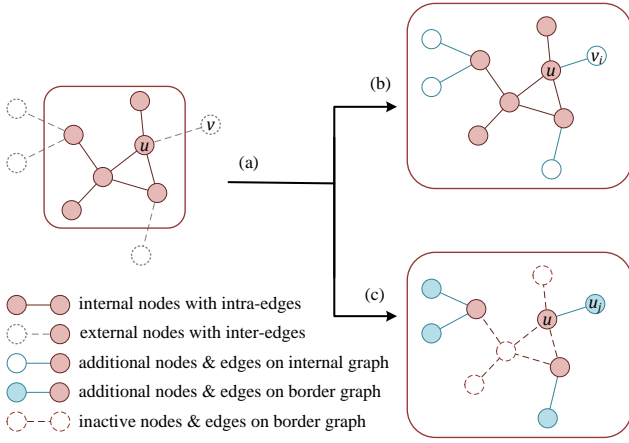 v
u
(a)
(b)
u
v_i
(c)
u
u_j
internal nodes with intra-edges
external nodes with inter-edges
additional nodes & edges on internal graph
additional nodes & edges on border graph
inactive nodes & edges on border graph